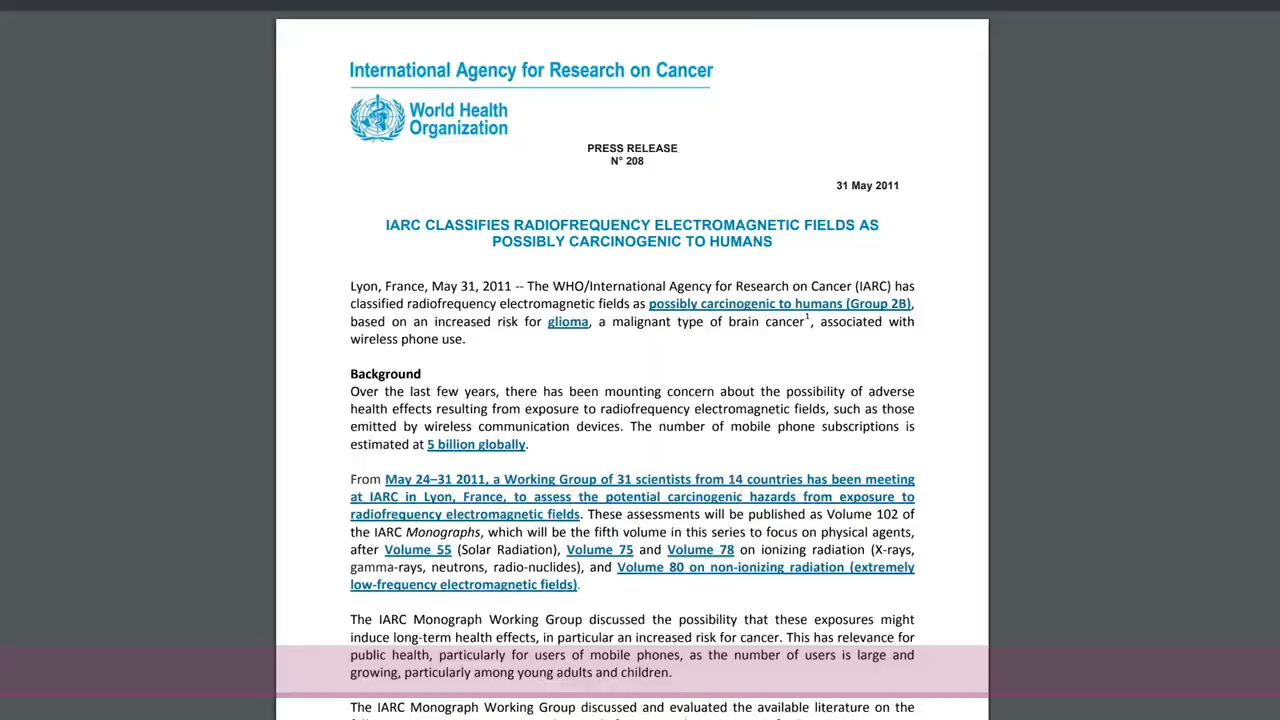 International Agency for Research on Cancer
World Health
Organization
PRESS RELEASE
N° 208
31 May 2011
IARC CLASSIFIES RADIOFREQUENCY ELECTROMAGNETIC FIELDS AS
POSSIBLY CARCINOGENIC TO HUMANS
Lyon, France, May 31, 2011 -- The WHO/International Agency for Research on Cancer (IARC) has
classified radiofrequency electromagnetic fields as possibly carcinogenic to humans (Group 2B),
based on an increased risk for glioma, a malignant type of brain cancer1, associated with
wireless phone use.
Background
Over the last few years, there has been mounting concern about the possibility of adverse
health effects resulting from exposure to radiofrequency electromagnetic fields, such as those
emitted by wireless communication devices. The number of mobile phone subscriptions is
estimated at 5 billion globally.
From May 24–31 2011, a Working Group of 31 scientists from 14 countries has been meeting
at IARC in Lyon, France, to assess the potential carcinogenic hazards from exposure to
radiofrequency electromagnetic fields. These assessments will be published as Volume 102 of
the IARC Monographs, which will be the fifth volume in this series to focus on physical agents,
after Volume 55 (Solar Radiation), Volume 75 and Volume 78 on ionizing radiation (X-rays,
gamma-rays, neutrons, radio-nuclides), and Volume 80 on non-ionizing radiation (extremely
low-frequency electromagnetic fields).
The IARC Monograph Working Group discussed the possibility that these exposures might
induce long-term health effects, in particular an increased risk for cancer. This has relevance for
public health, particularly for users of mobile phones, as the number of users is large and
growing, particularly among young adults and children.
The IARC Monograph Working Group discussed and evaluated the available literature on the